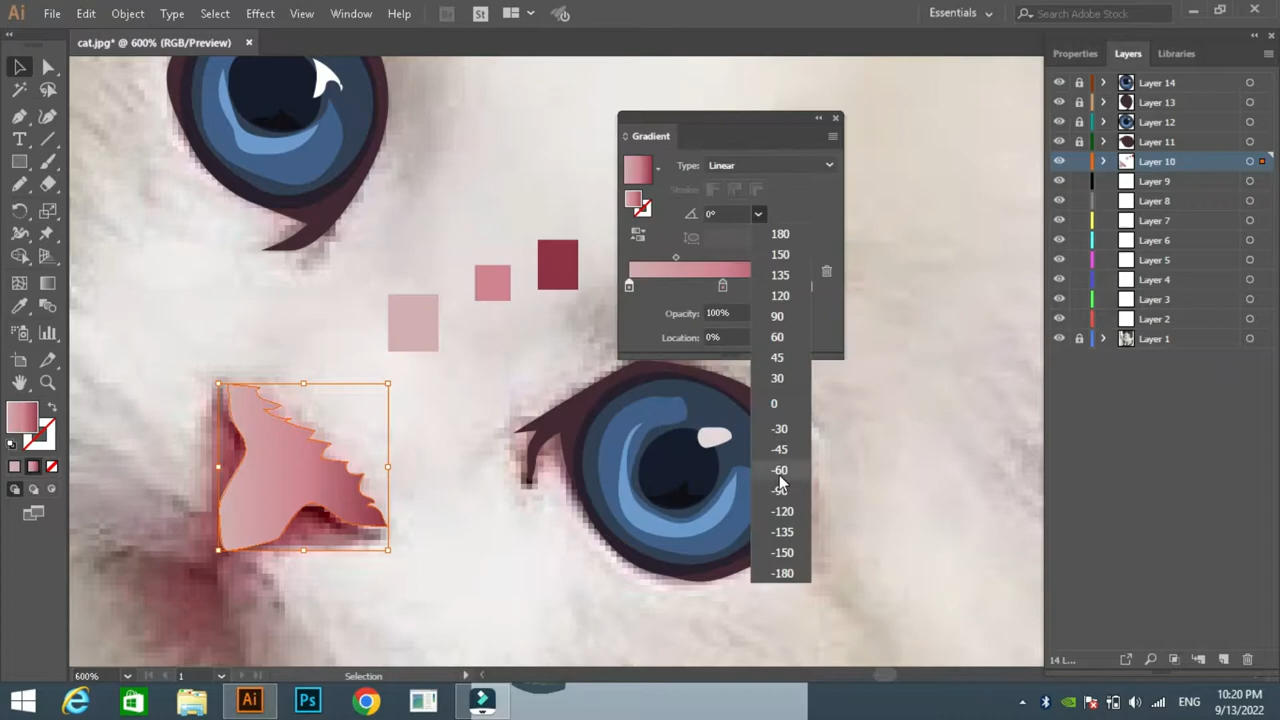 Ai File Edit Object Type Select Effect View Window Help Br St Essentials Search Adobe Stock
cat.jpg* @ 600% (RGB/Preview)
Properties Layers Libraries
Layer 14
Layer 13
Layer 12
Layer 11
Layer 10
Layer 9
Layer 8
Layer 7
Layer 6
Layer 5
Layer 4
Layer 3
Layer 2
Layer 1
14 L...
Gradient
Type: Linear
Stroke:
0°
Opacity: 100%
Location: 0%
180
150
135
120
90
60
45
30
0
-30
-45
-60
-90
-120
-135
-150
-180
600% 1 Selection
Ai Ps ENG 10:20 PM
9/13/2022